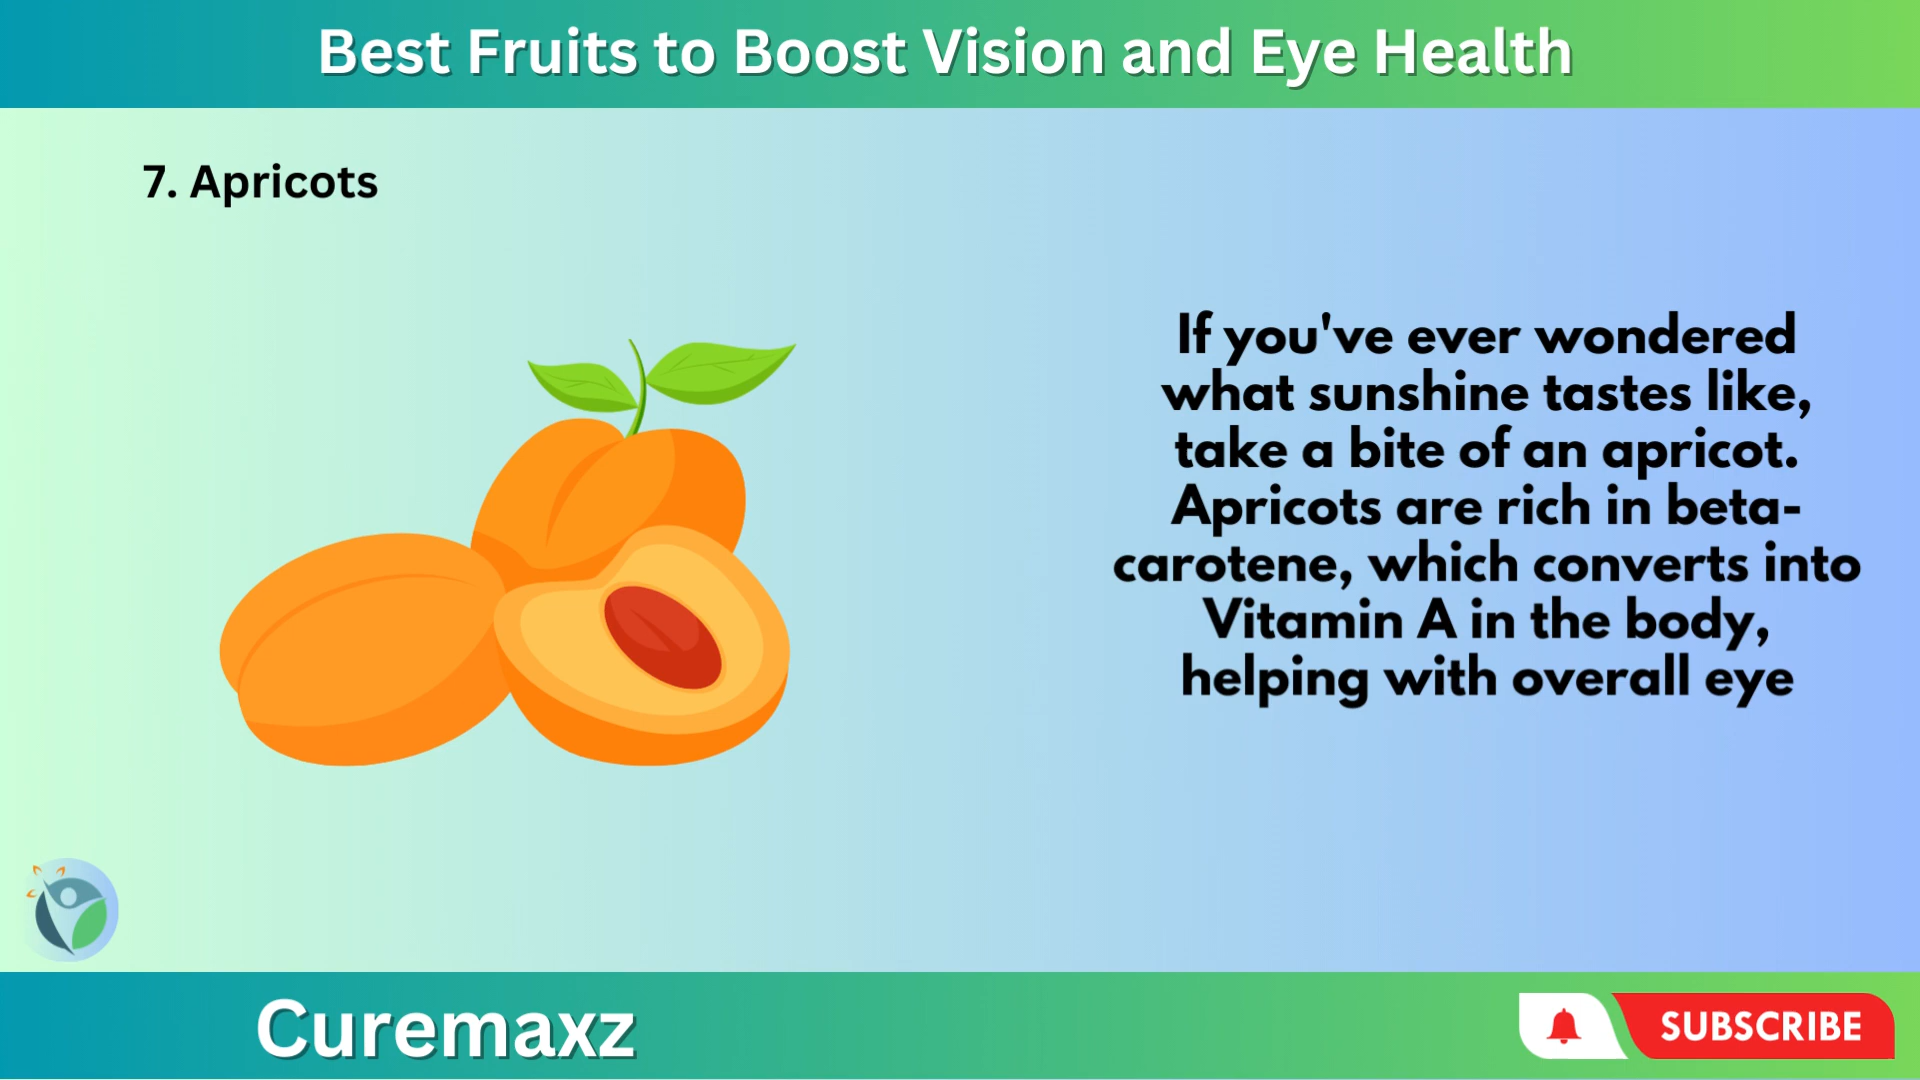 Best Fruits to Boost Vision and Eye Health
7. Apricots
If you've ever wondered
what sunshine tastes like,
take a bite of an apricot.
Apricots are rich in beta-
carotene, which converts into
Vitamin A in the body,
helping with overall eye
Curemaxz
SUBSCRIBE